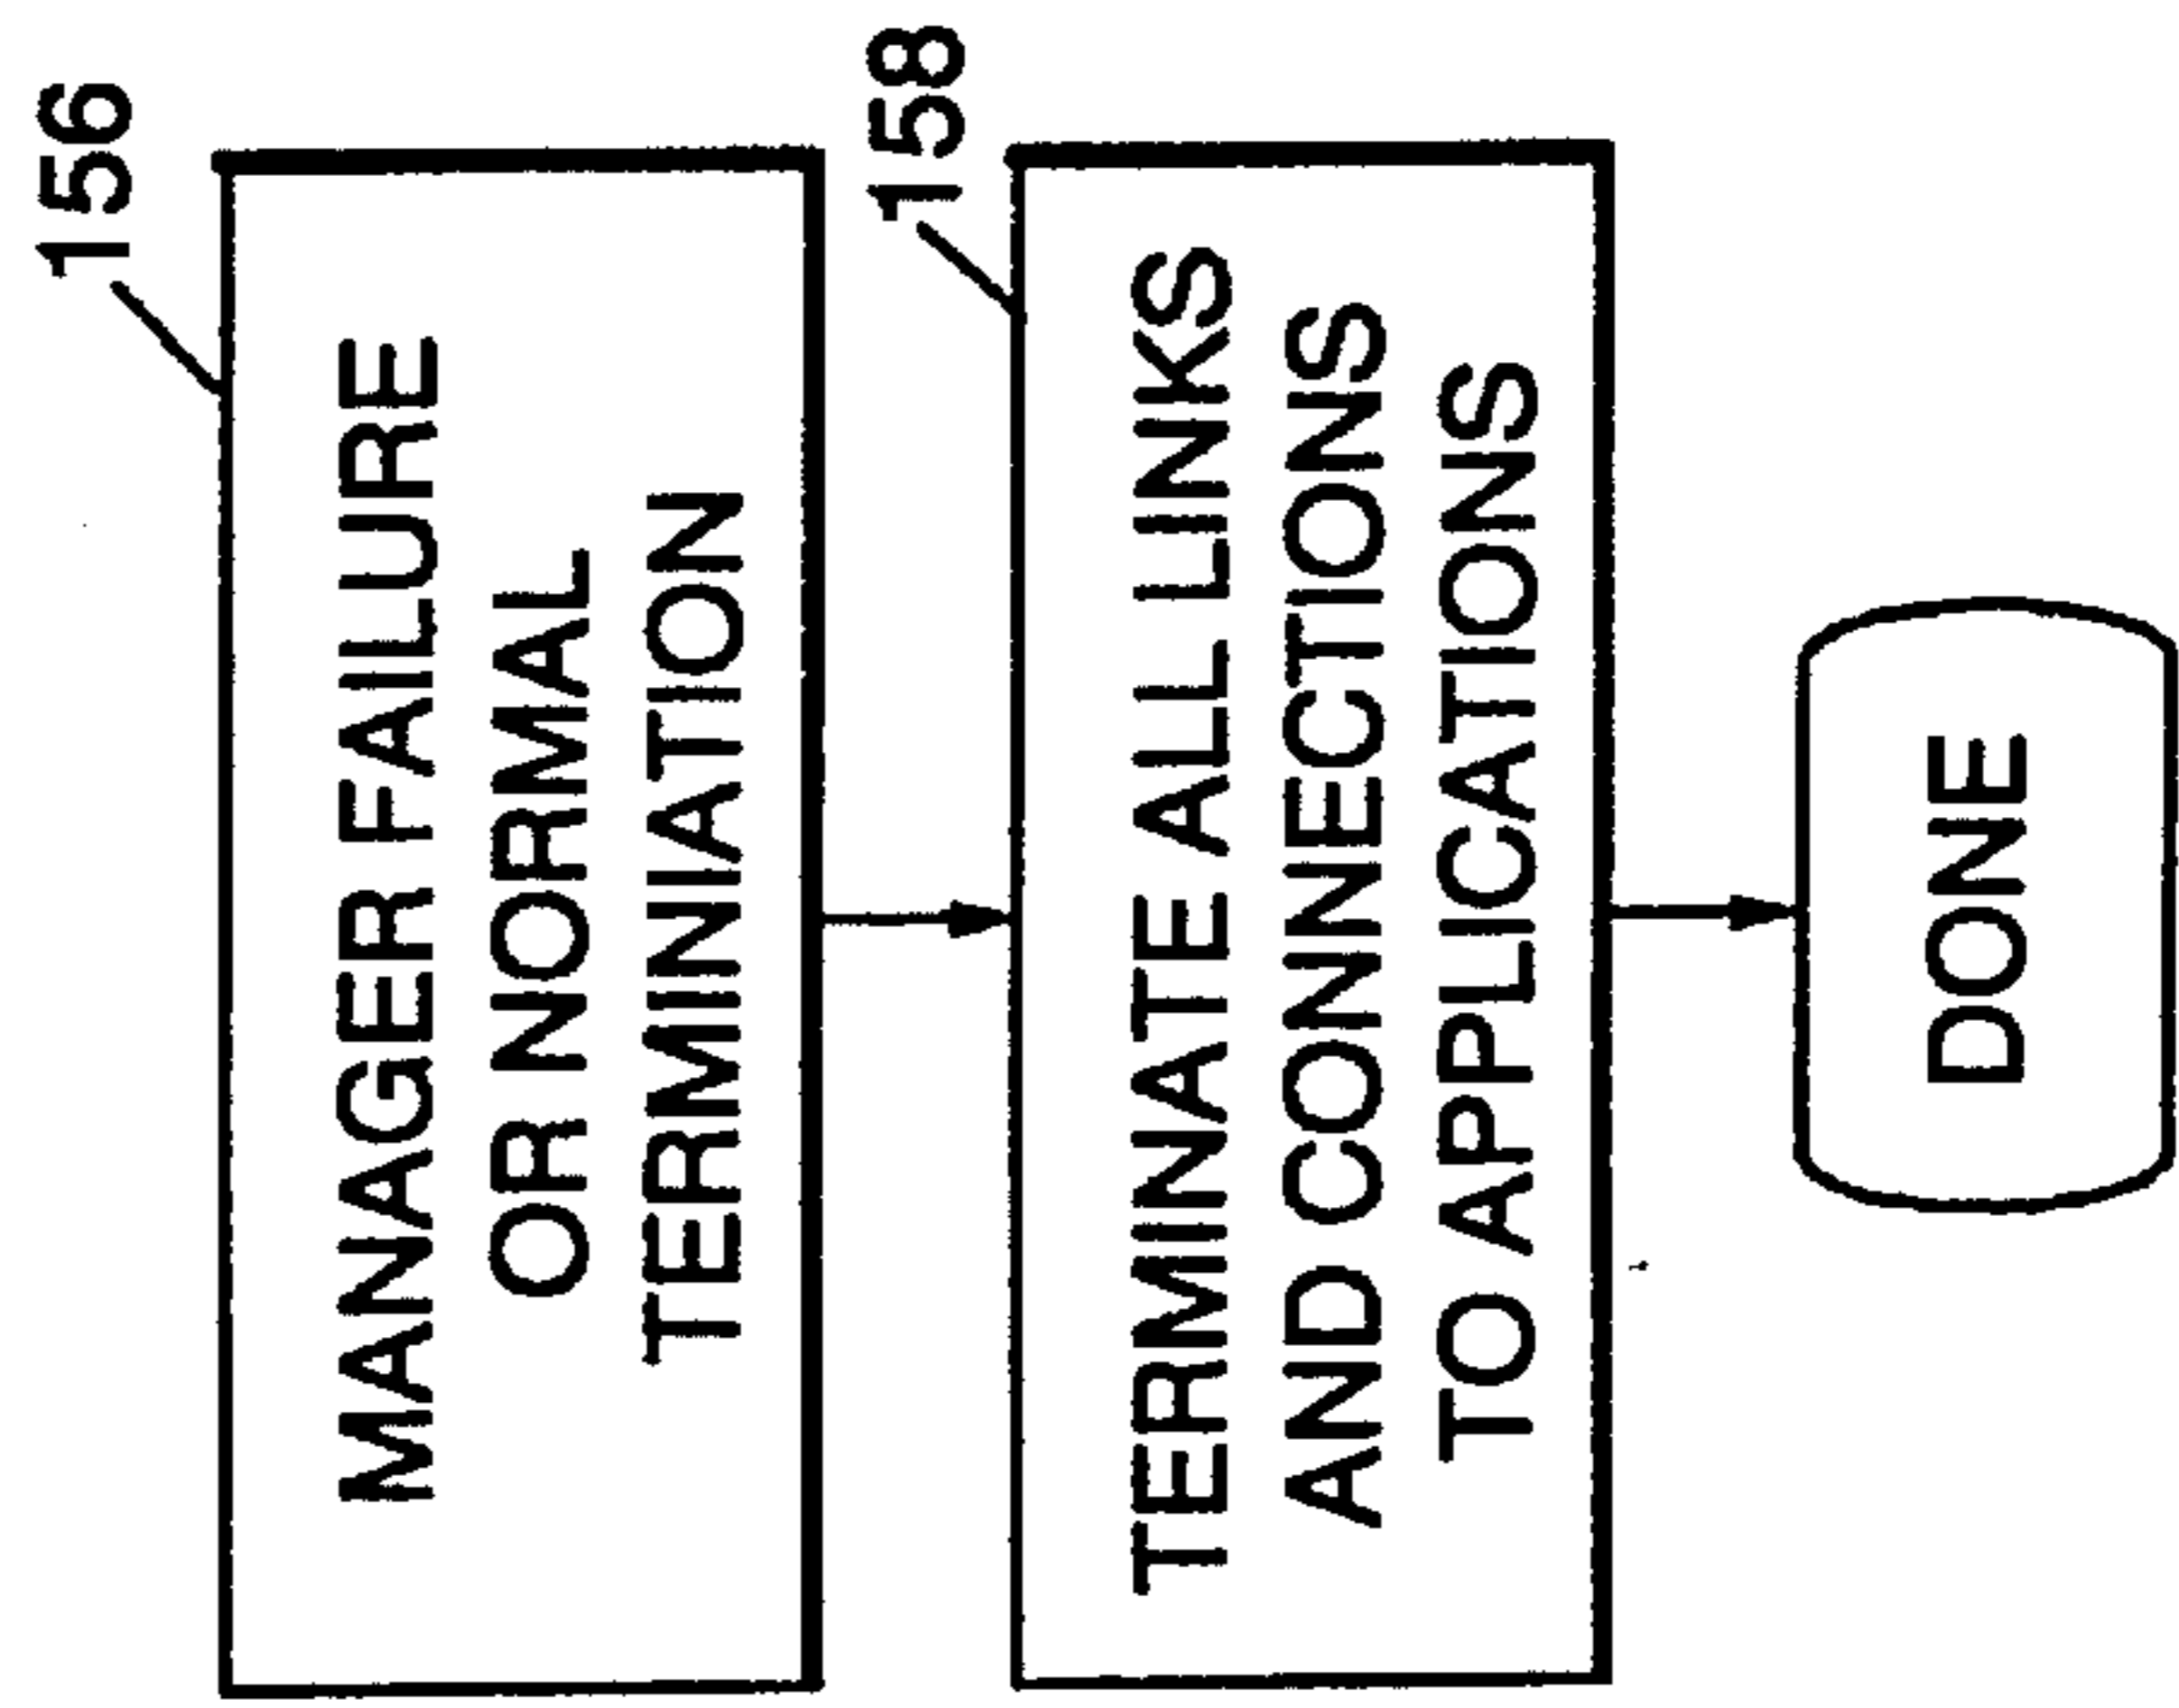 156
MANAGER FAILURE
OR NORMAL
TERMINIATION
158
TERMINATE ALL LINKS
AND CONNECTIONS
TO APPLICATIONS
DONE